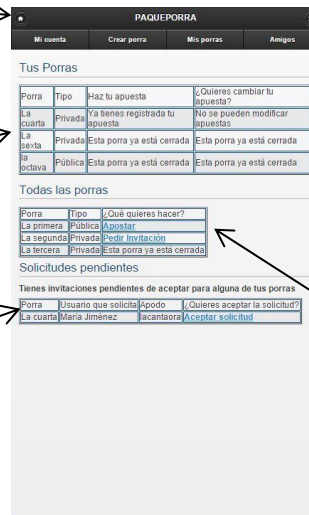 PAQUEPORRA
Mi cuenta Crear porra Mis porras Amigos
Tus Porras
Porra Tipo Haz tu apuesta ¿Quieres cambiar tu apuesta?
La cuarta Privada Ya tienes registrada tu apuesta No se pueden modificar apuestas
La sexta Privada Esta porra ya está cerrada Esta porra ya está cerrada
la octava Pública Esta porra ya está cerrada Esta porra ya está cerrada
Todas las porras
Porra Tipo ¿Qué quieres hacer?
La primera Pública Apostar
La segunda Privada Pedir Invitación
La tercera Privada Esta porra ya está cerrada
Solicitudes pendientes
Tienes invitaciones pendientes de aceptar para alguna de tus porras
Porra Usuario que solicita Apodo ¿Quieres aceptar la solicitud?
La cuarta María Jiménez lacantaora Aceptar solicitud